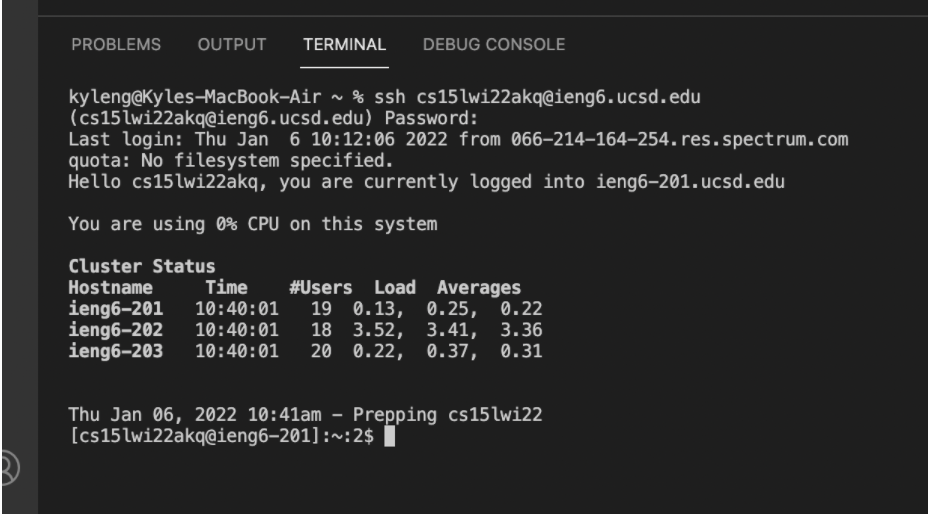 PROBLEMS OUTPUT TERMINAL DEBUG CONSOLE
kyleng@Kyles-MacBook-Air ~ % ssh cs15lwi22akq@ieng6.ucsd.edu
(cs15lwi22akq@ieng6.ucsd.edu) Password:
Last login: Thu Jan  6 10:12:06 2022 from 066-214-164-254.res.spectrum.com
quota: No filesystem specified.
Hello cs15lwi22akq, you are currently logged into ieng6-201.ucsd.edu
You are using 0% CPU on this system
Cluster Status
Hostname     Time    #Users  Load  Averages
ieng6-201   10:40:01   19  0.13,  0.25,  0.22
ieng6-202   10:40:01   18  3.52,  3.41,  3.36
ieng6-203   10:40:01   20  0.22,  0.37,  0.31
Thu Jan 06, 2022 10:41am - Prepping cs15lwi22
[cs15lwi22akq@ieng6-201]:~:2$